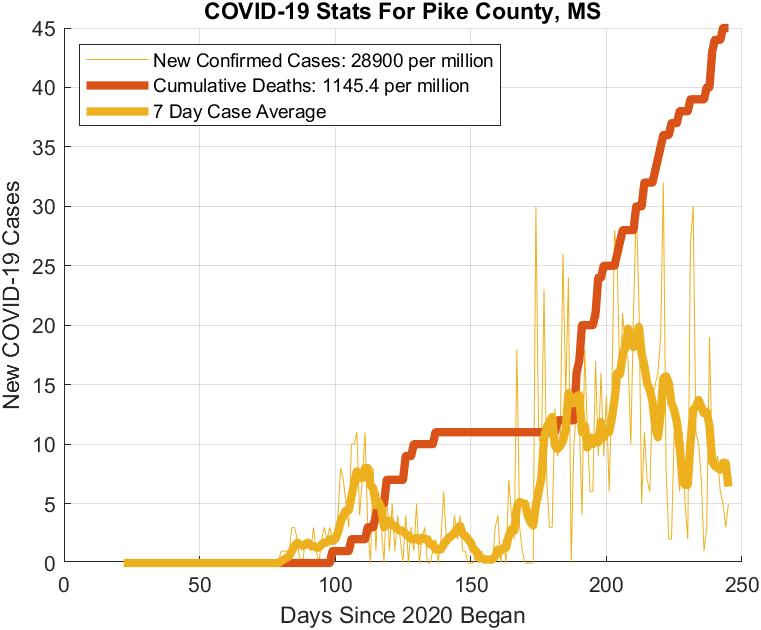 COVID-19 Stats For Pike County, MS
New Confirmed Cases: 28900 per million
Cumulative Deaths: 1145.4 per million
7 Day Case Average
New COVID-19 Cases
45
40
35
30
25
20
15
10
5
0
0 50 100 150 200 250
Days Since 2020 Began